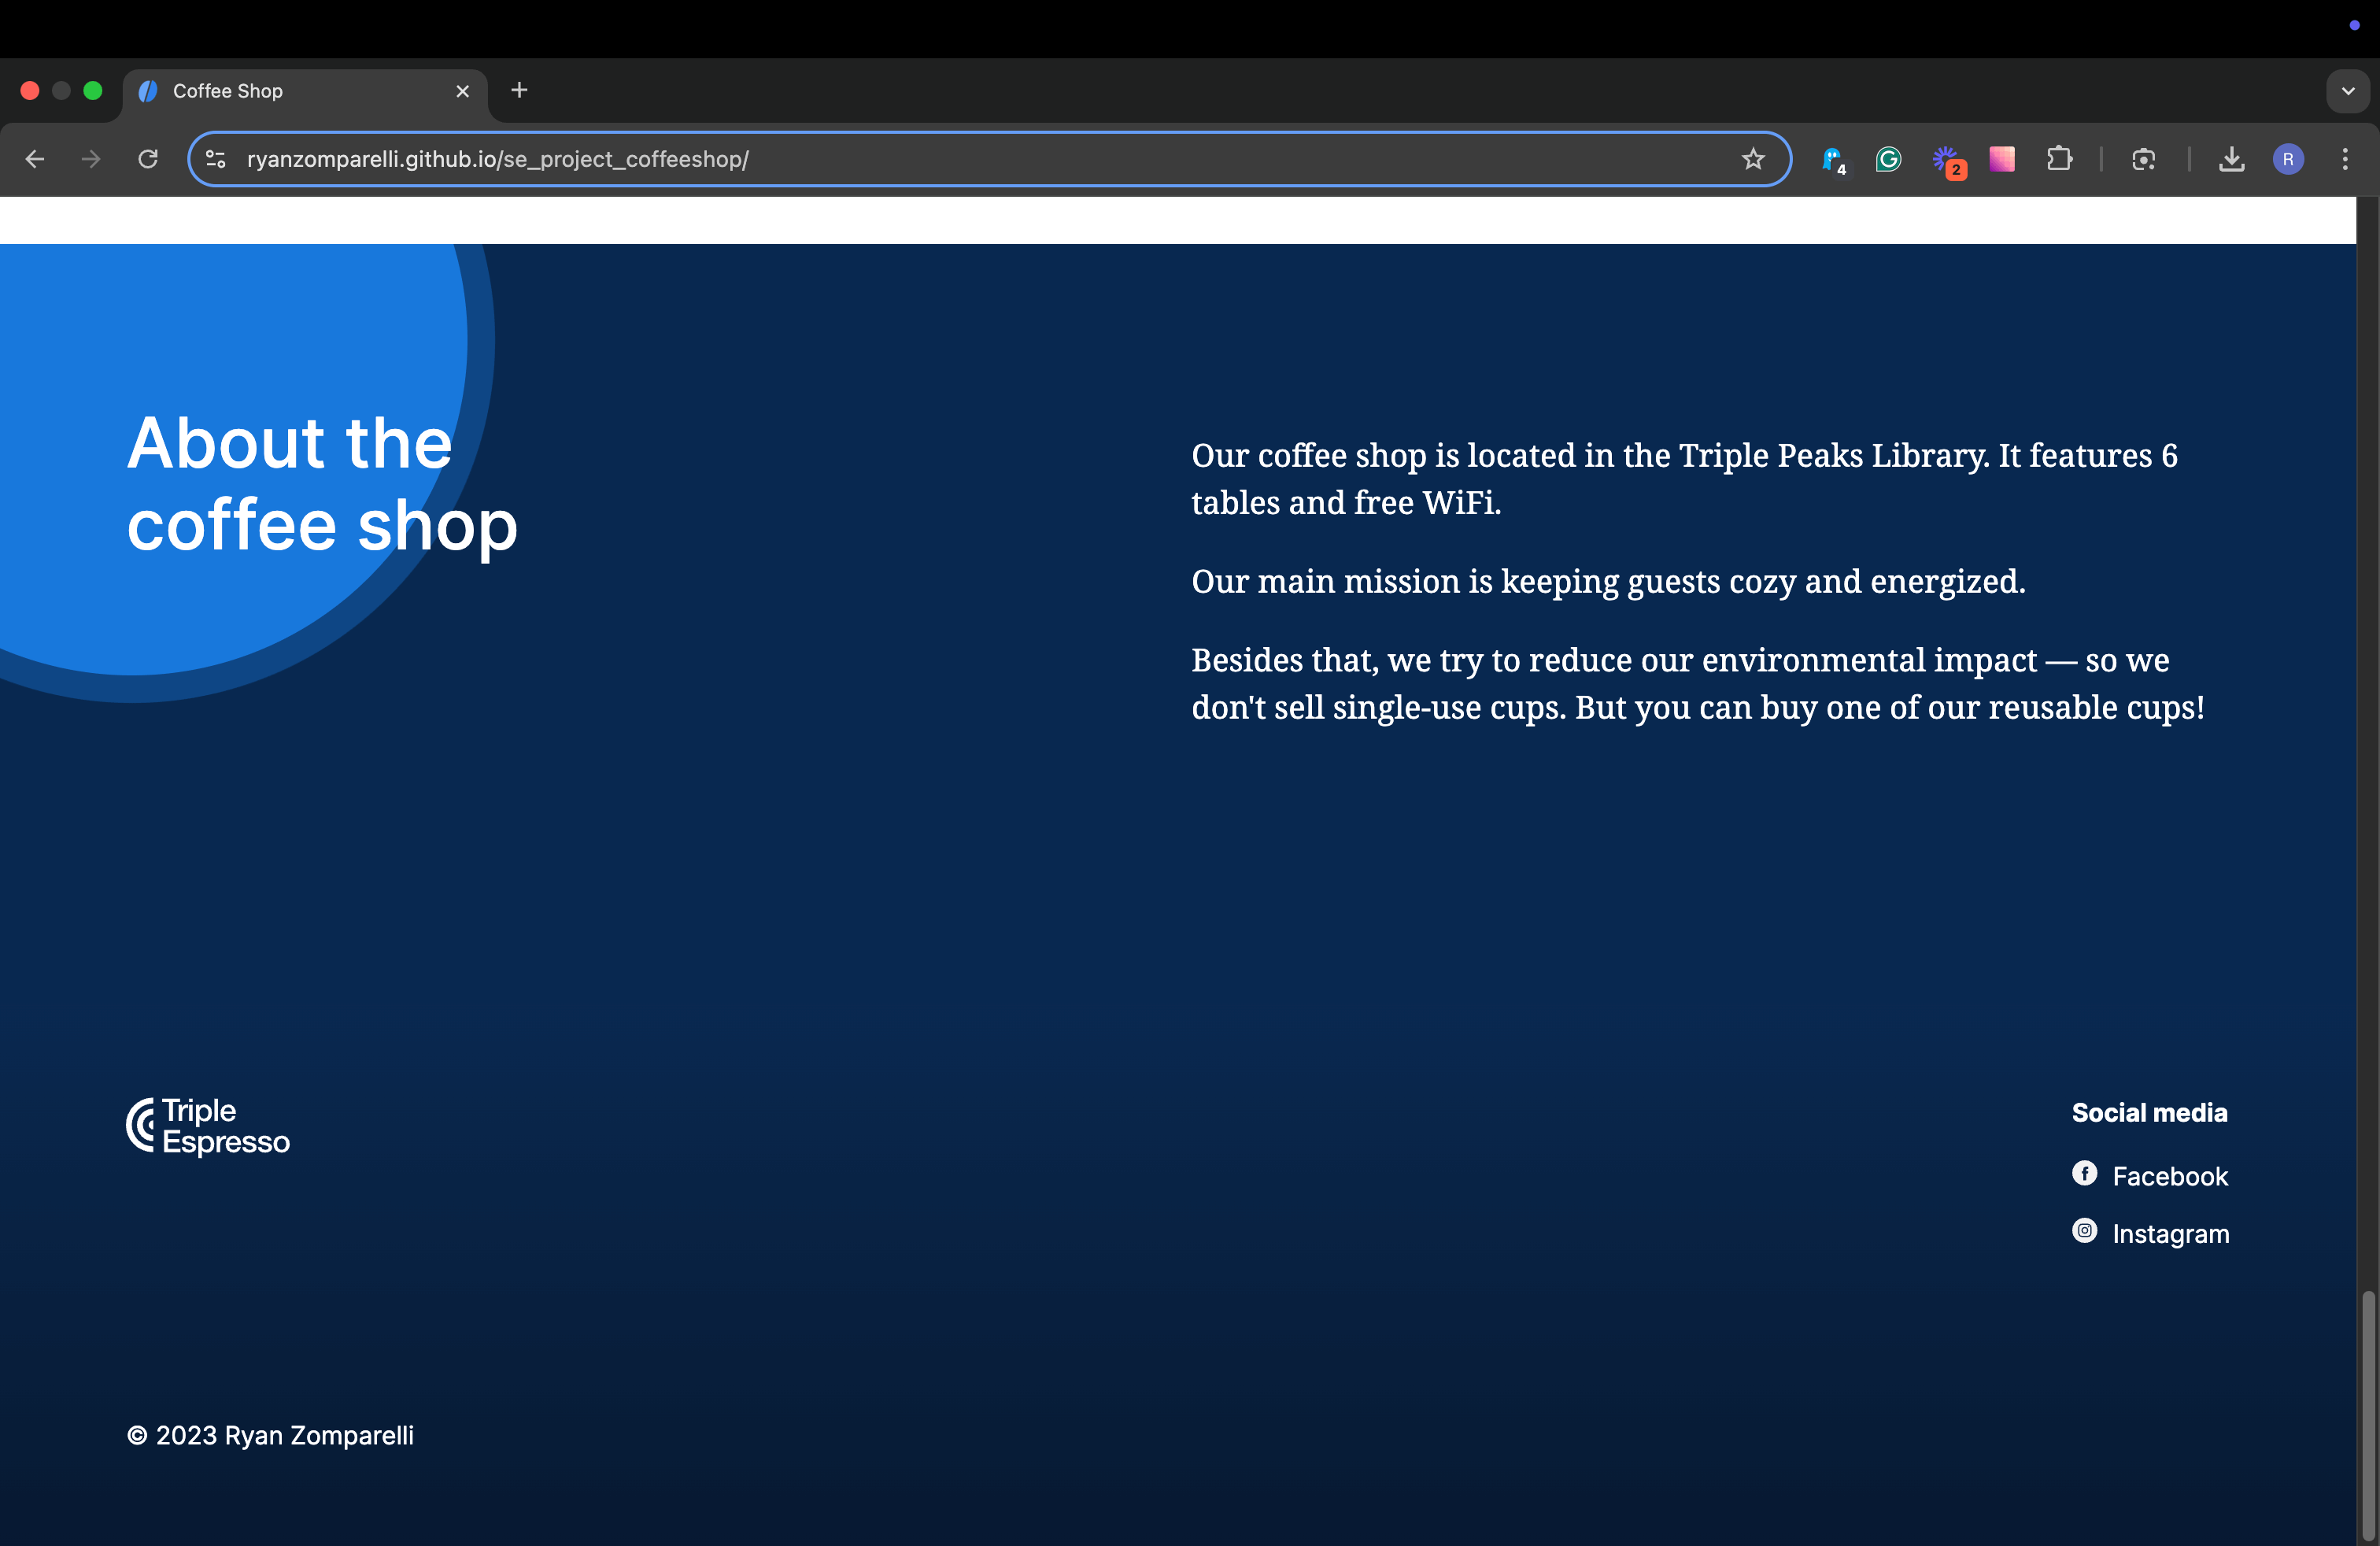 Coffee Shop
ryanzomparelli.github.io/se_project_coffeeshop/
4
2
R
About the
coffee shop
Our coffee shop is located in the Triple Peaks Library. It features 6
tables and free WiFi.
Our main mission is keeping guests cozy and energized.
Besides that, we try to reduce our environmental impact — so we
don't sell single-use cups. But you can buy one of our reusable cups!
Triple
Espresso
Social media
Facebook
Instagram
© 2023 Ryan Zomparelli